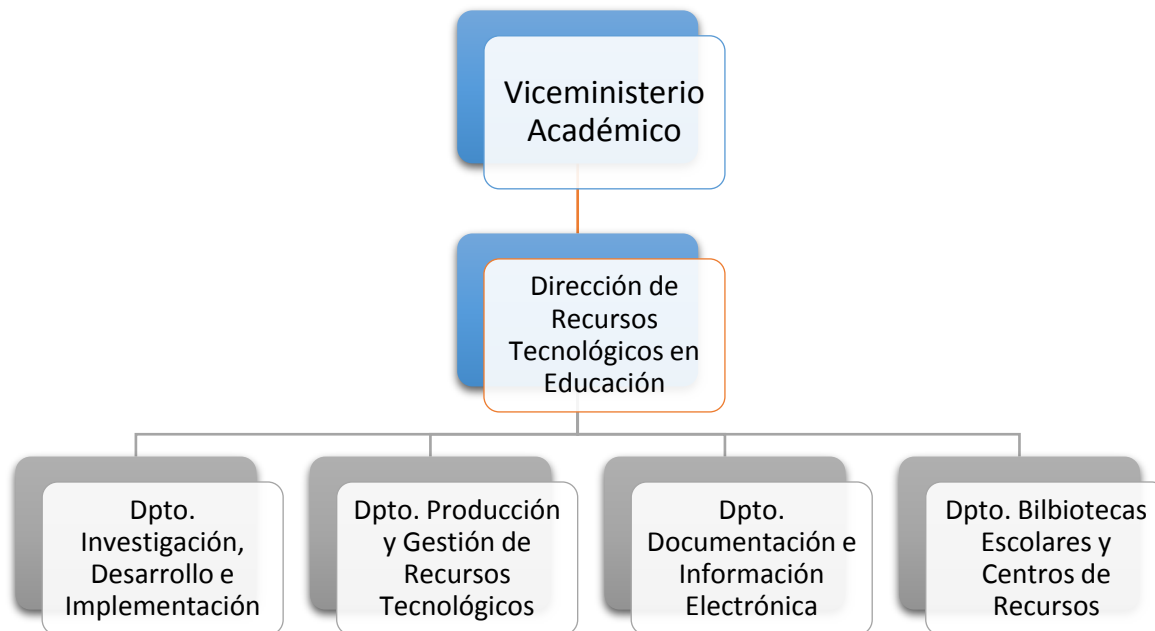 Viceministerio
Académico
Dirección de
Recursos
Tecnológicos en
Educación
Dpto.
Investigación,
Desarrollo e
Implementación
Dpto. Producción
y Gestión de
Recursos
Tecnológicos
Dpto.
Documentación e
Información
Electrónica
Dpto. Bilbiotecas
Escolares y
Centros de
Recursos